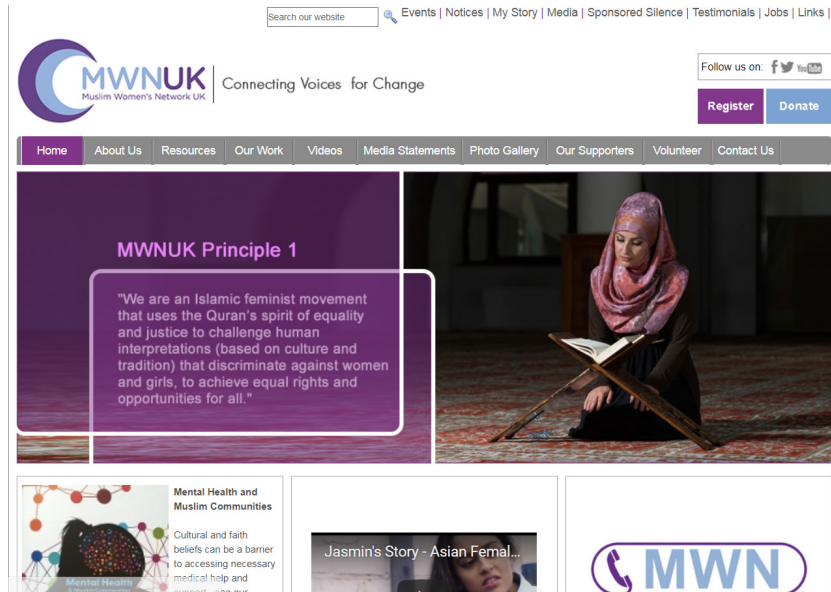 Search our website
Events | Notices | My Story | Media | Sponsored Silence | Testimonials | Jobs | Links |
MWNUK
Muslim Women's Network UK
Connecting Voices for Change
Follow us on:
You Tube
Register
Donate
Home
About Us
Resources
Our Work
Videos
Media Statements
Photo Gallery
Our Supporters
Volunteer
Contact Us
MWNUK Principle 1
"We are an Islamic feminist movement
that uses the Quran's spirit of equality
and justice to challenge human
interpretations (based on culture and
tradition) that discriminate against women
and girls, to achieve equal rights and
opportunities for all."
Mental Health and
Muslim Communities
Cultural and faith
beliefs can be a barrier
to accessing necessary
medical help and
Mental Health
Jasmin's Story - Asian Femal...
MWN